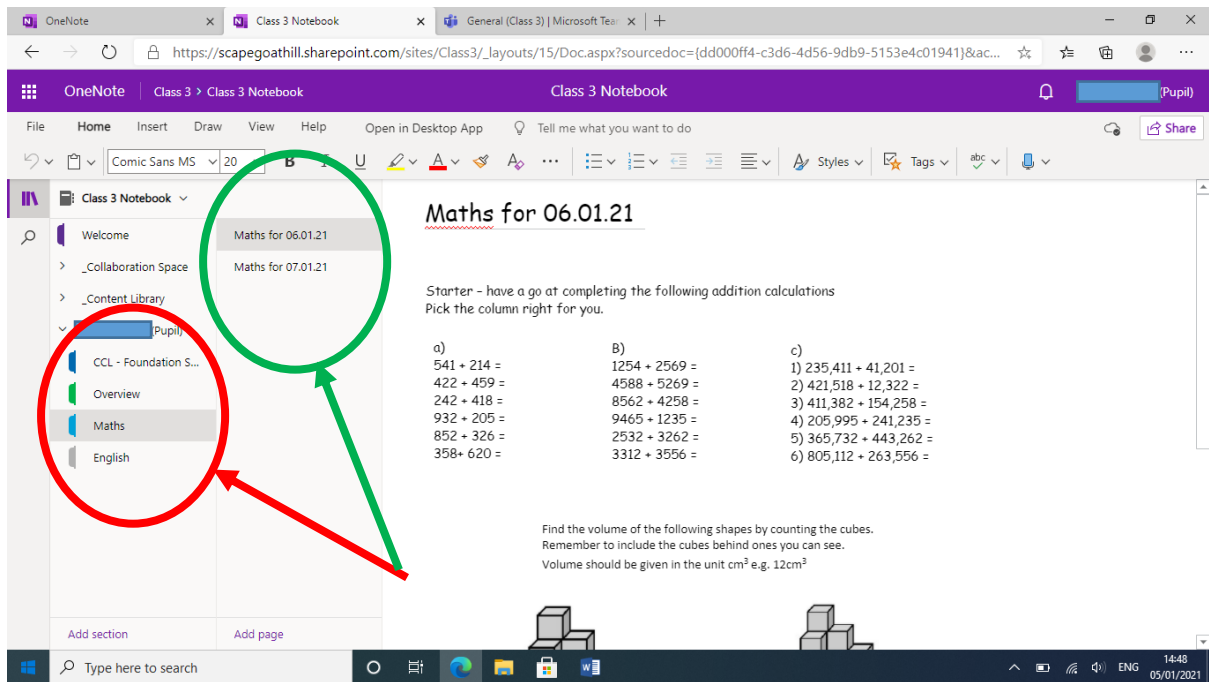 OneNote
Class 3 Notebook
General (Class 3) | Microsoft Tea
https://scapegoathill.sharepoint.com/sites/Class3/_layouts/15/Doc.aspx?sourcedoc={dd000ff4-c3d6-4d56-9db9-5153e4c01941}&ac...
OneNote
Class 3 > Class 3 Notebook
Class 3 Notebook
(Pupil)
File Home Insert Draw View Help Open in Desktop App Tell me what you want to do
Share
Comic Sans MS 20 B I U A A Styles Tags abc
Class 3 Notebook
Welcome
_Collaboration Space
_Content Library
(Pupil)
CCL - Foundation S...
Overview
Maths
English
Add section
Maths for 06.01.21
Maths for 07.01.21
Add page
Maths for 06.01.21
Starter - have a go at completing the following addition calculations
Pick the column right for you.
a)
541 + 214 =
422 + 459 =
242 + 418 =
932 + 205 =
852 + 326 =
358+ 620 =
B)
1254 + 2569 =
4588 + 5269 =
8562 + 4258 =
9465 + 1235 =
2532 + 3262 =
3312 + 3556 =
c)
1) 235,411 + 41,201 =
2) 421,518 + 12,322 =
3) 411,382 + 154,258 =
4) 205,995 + 241,235 =
5) 365,732 + 443,262 =
6) 805,112 + 263,556 =
Find the volume of the following shapes by counting the cubes.
Remember to include the cubes behind ones you can see.
Volume should be given in the unit cm³ e.g. 12cm³
Type here to search
W
ENG
14:48
05/01/2021